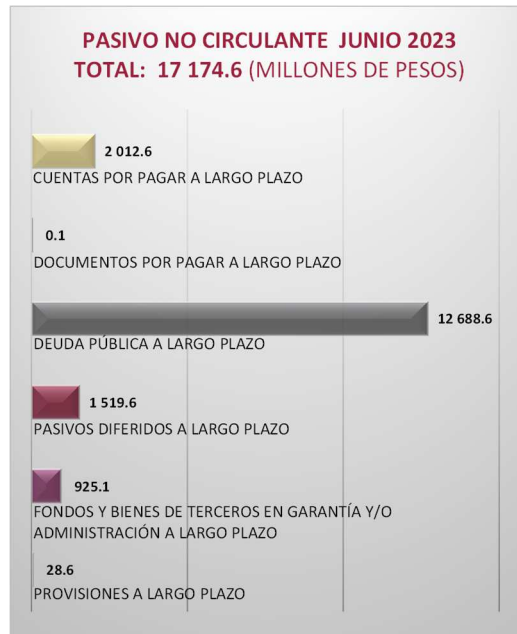 PASIVO NO CIRCULANTE JUNIO 2023
TOTAL: 17 174.6 (MILLONES DE PESOS)
2 012.6
CUENTAS POR PAGAR A LARGO PLAZO
0.1
DOCUMENTOS POR PAGAR A LARGO PLAZO
12 688.6
DEUDA PÚBLICA A LARGO PLAZO
1 519.6
PASIVOS DIFERIDOS A LARGO PLAZO
925.1
FONDOS Y BIENES DE TERCEROS EN GARANTÍA Y/O
ADMINISTRACIÓN A LARGO PLAZO
28.6
PROVISIONES A LARGO PLAZO